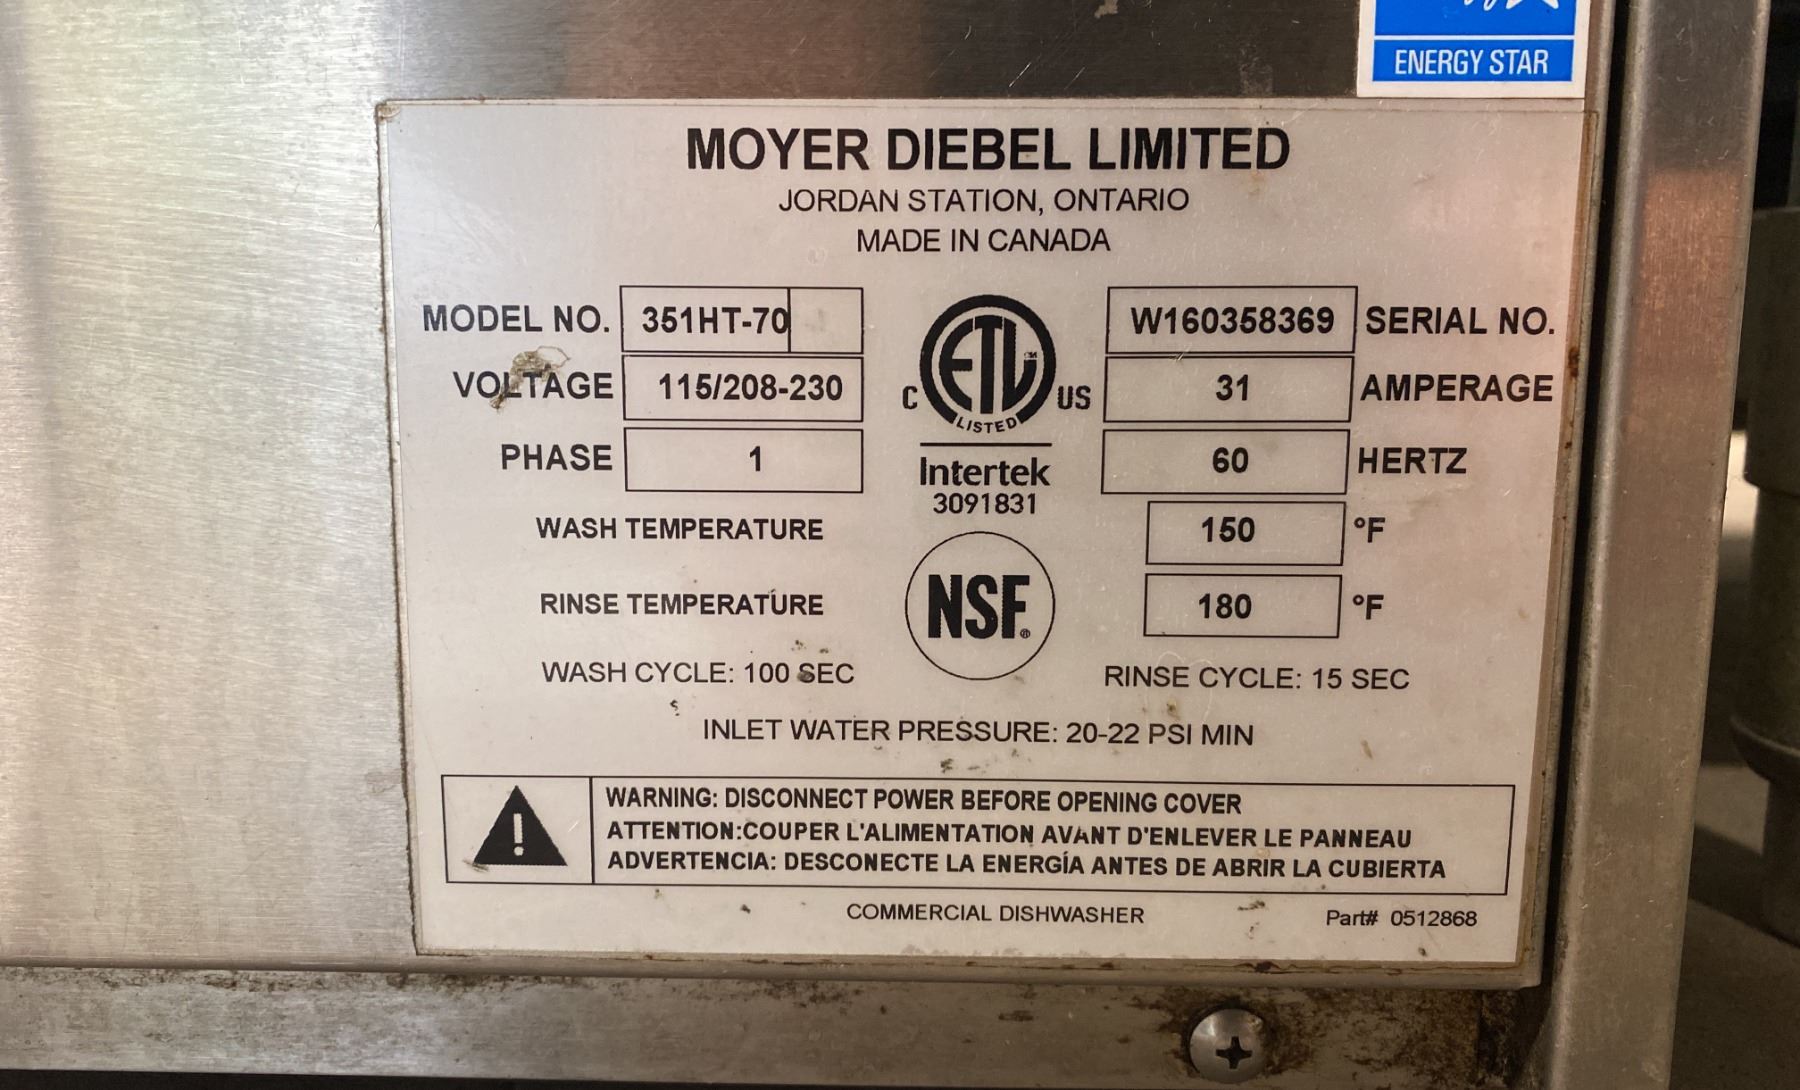 ENERGY STAR
MOYER DIEBEL LIMITED
JORDAN STATION, ONTARIO
MADE IN CANADA
MODEL NO. 351HT-70 W160358369 SERIAL NO.
VOLTAGE 115/208-230 31 AMPERAGE
C ETL CM US
LISTED
PHASE 1 60 HERTZ
Intertek
3091831
WASH TEMPERATURE 150 °F
RINSE TEMPERATURE 180 °F
NSF®
WASH CYCLE: 100 SEC RINSE CYCLE: 15 SEC
INLET WATER PRESSURE: 20-22 PSI MIN
! WARNING: DISCONNECT POWER BEFORE OPENING COVER
ATTENTION:COUPER L'ALIMENTATION AVANT D'ENLEVER LE PANNEAU
ADVERTENCIA: DESCONECTE LA ENERGÍA ANTES DE ABRIR LA CUBIERTA
COMMERCIAL DISHWASHER Part# 0512868